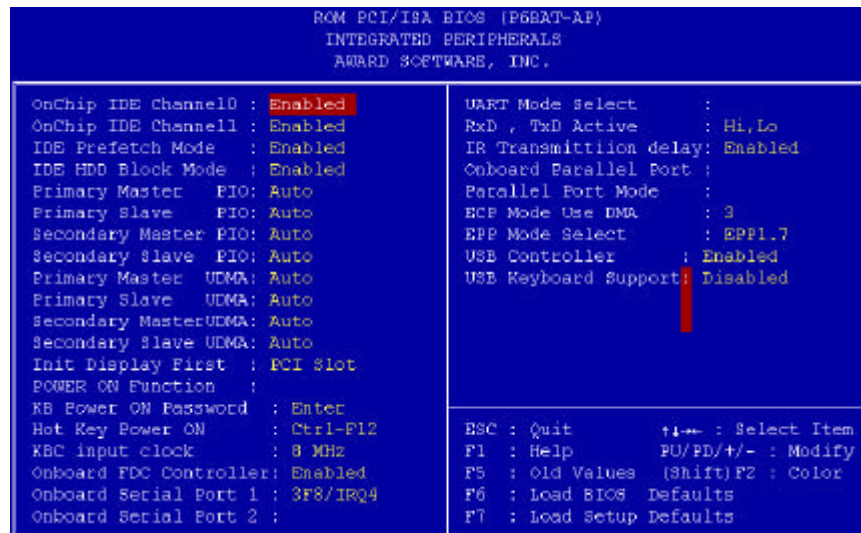 ROM PCI/ISA BIOS (P6BAT-AP)
INTEGRATED PERIPHERALS
AWARD SOFTWARE, INC.
OnChip IDE Channel0 : Enabled
OnChip IDE Channel1 : Enabled
IDE Prefetch Mode : Enabled
IDE HDD Block Mode : Enabled
Primary Master PIO: Auto
Primary Slave PIO: Auto
Secondary Master PIO: Auto
Secondary Slave PIO: Auto
Primary Master UDMA: Auto
Primary Slave UDMA: Auto
Secondary MasterUDMA: Auto
Secondary Slave UDMA: Auto
Init Display First : PCI Slot
POWER ON Function :
KB Power ON Password : Enter
Hot Key Power ON : Ctrl-F12
KBC input clock : 8 MHz
Onboard FDC Controller: Enabled
Onboard Serial Port 1 : 3F8/IRQ4
Onboard Serial Port 2 :
UART Mode Select :
RxD , TxD Active : Hi,Lo
IR Transmittiion delay: Enabled
Onboard Parallel Port :
Parallel Port Mode :
ECP Mode Use DMA : 3
EPP Mode Select : EPP1.7
USB Controller : Enabled
USB Keyboard Support: Disabled
ESC : Quit ↑↓→← : Select Item
F1 : Help PU/PD/+/- : Modify
F5 : Old Values (Shift)F2 : Color
F6 : Load BIOS Defaults
F7 : Load Setup Defaults